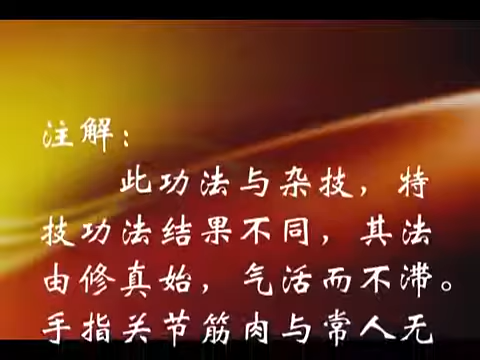 注解：
此功法与杂技，特
技功法结果不同，其法
由修真始，气活而不滞。
手指关节筋肉与常人无